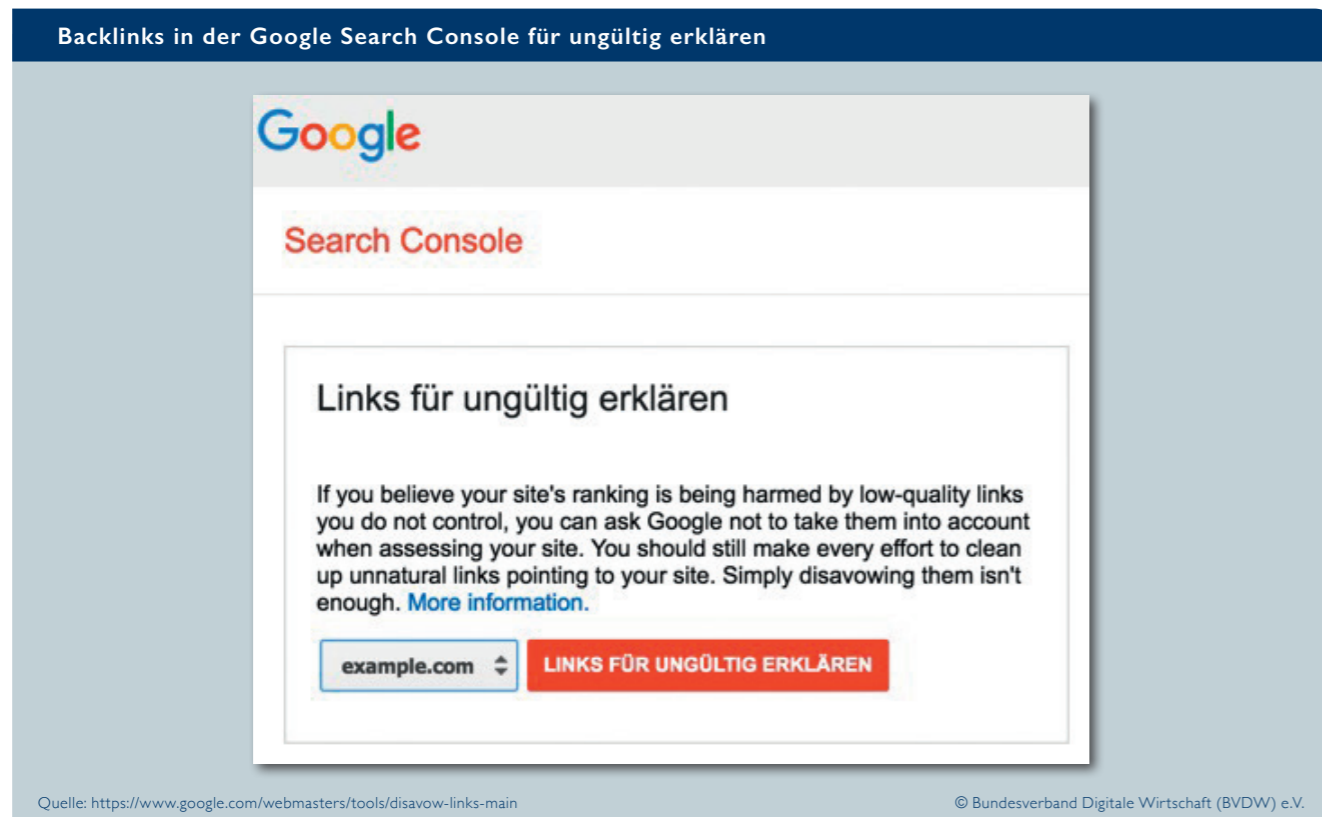 Backlinks in der Google Search Console für ungültig erklären
Google
Search Console
Links für ungültig erklären
If you believe your site's ranking is being harmed by low-quality links
you do not control, you can ask Google not to take them into account
when assessing your site. You should still make every effort to clean
up unnatural links pointing to your site. Simply disavowing them isn't
enough. More information.
example.com LINKS FÜR UNGÜLTIG ERKLÄREN
Quelle: https://www.google.com/webmasters/tools/disavow-links-main © Bundesverband Digitale Wirtschaft (BVDW) e.V.